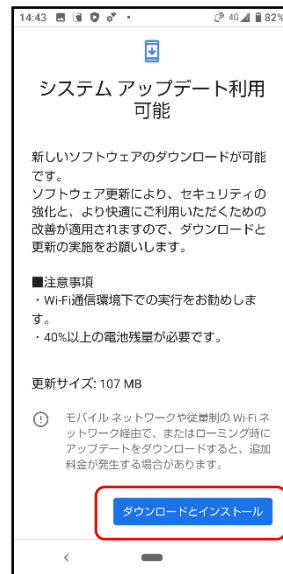 14:43 4G 82%
システム アップデート利用
可能
新しいソフトウェアのダウンロードが可能
です。
ソフトウェア更新により、セキュリティの
強化と、より快適にご利用いただくための
改善が適用されますので、ダウンロードと
更新の実施をお願いします。
■注意事項
・Wi-Fi通信環境下での実行をお勧めしま
す。
・40%以上の電池残量が必要です。
更新サイズ: 107 MB
モバイル ネットワークや従量制の Wi-Fi ネ
ットワーク経由で、またはローミング時に
アップデートをダウンロードすると、追加
料金が発生する場合があります。
ダウンロードとインストール